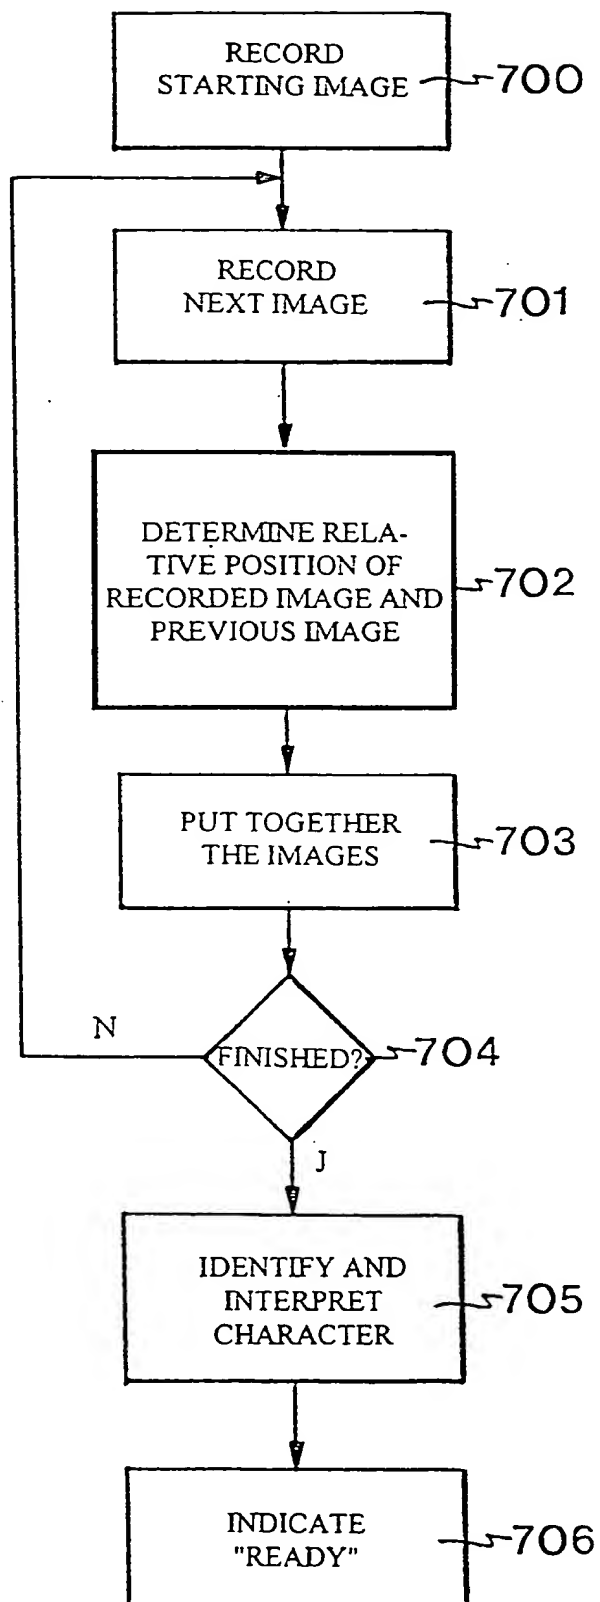 RECORD
STARTING IMAGE
700
RECORD
NEXT IMAGE
701
DETERMINE RELA-
TIVE POSITION OF
RECORDED IMAGE AND
PREVIOUS IMAGE
702
PUT TOGETHER
THE IMAGES
703
N
FINISHED?
704
J
IDENTIFY AND
INTERPRET
CHARACTER
705
INDICATE
"READY"
706